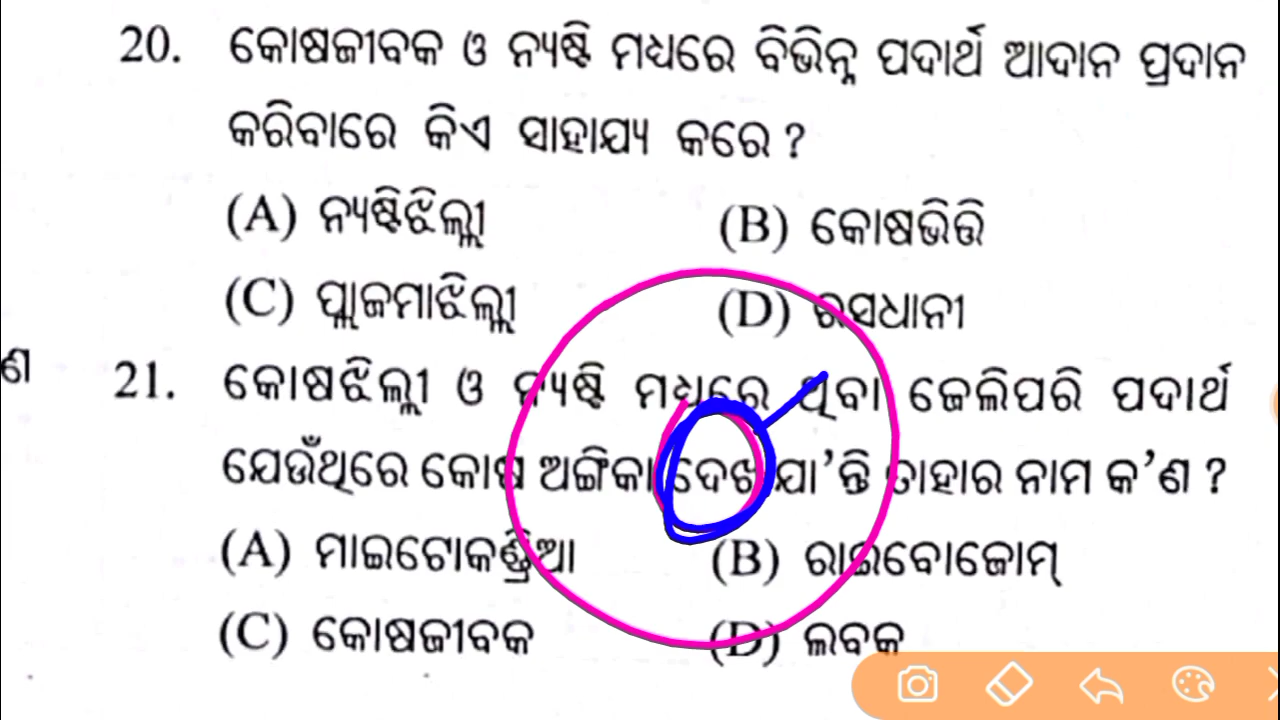 20. କୋଷଜୀବକ ଓ ନ୍ୟଷ୍ଟି ମଧ୍ୟରେ ବିଭିନ୍ନ ପଦାର୍ଥ ଆଦାନ ପ୍ରଦାନ
କରିବାରେ କିଏ ସାହାଯ୍ୟ କରେ ?
(A) ନ୍ୟଷ୍ଟିଝିଲ୍ଲୀ (B) କୋଷଭିତ୍ତି
(C) ପ୍ଲାଜମାଝିଲ୍ଲୀ (D) ରସଧାନୀ
ଣ
21. କୋଷଝିଲ୍ଲୀ ଓ ନ୍ୟଷ୍ଟି ମଧ୍ୟରେ ଥିବା ଜେଲିପରି ପଦାର୍ଥ
ଯେଉଁଥିରେ କୋଷ ଅଙ୍ଗିକା ଦେଖାଯା’ନ୍ତି ତାହାର ନାମ କ’ଣ ?
(A) ମାଇଟୋକଣ୍ଡ୍ରିଆ (B) ରାଇବୋଜୋମ୍
(C) କୋଷଜୀବକ (D) ଲବକ